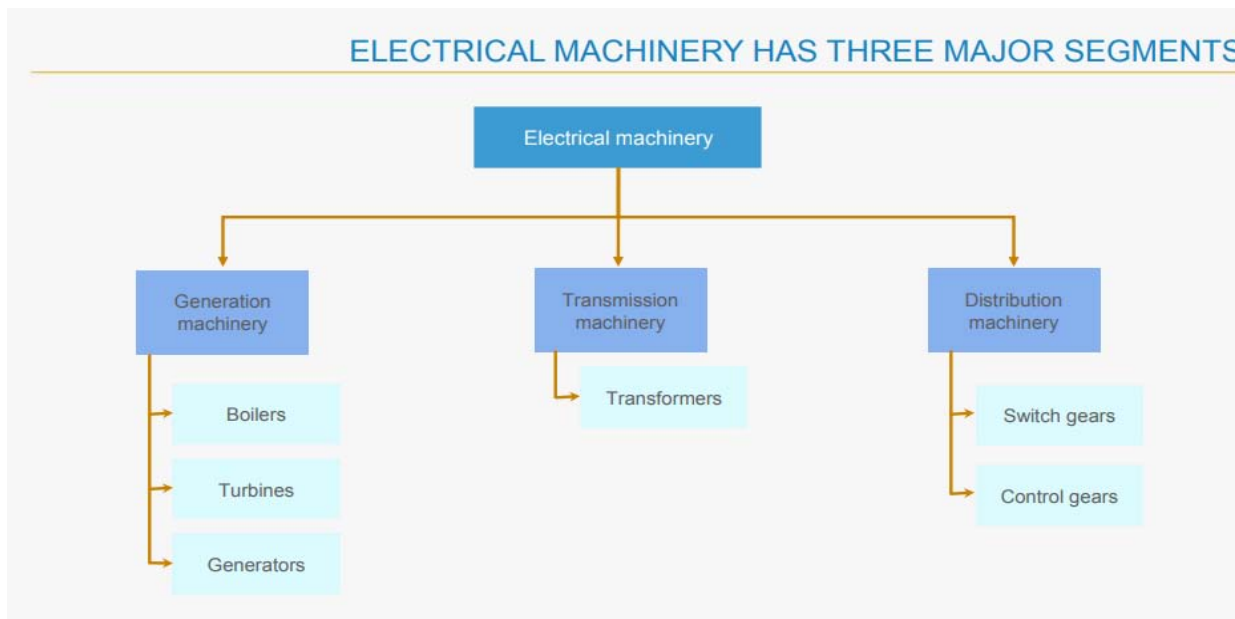 ELECTRICAL MACHINERY HAS THREE MAJOR SEGMENTS
Electrical machinery
Generation
machinery
Boilers
Turbines
Generators
Transmission
machinery
Transformers
Distribution
machinery
Switch gears
Control gears